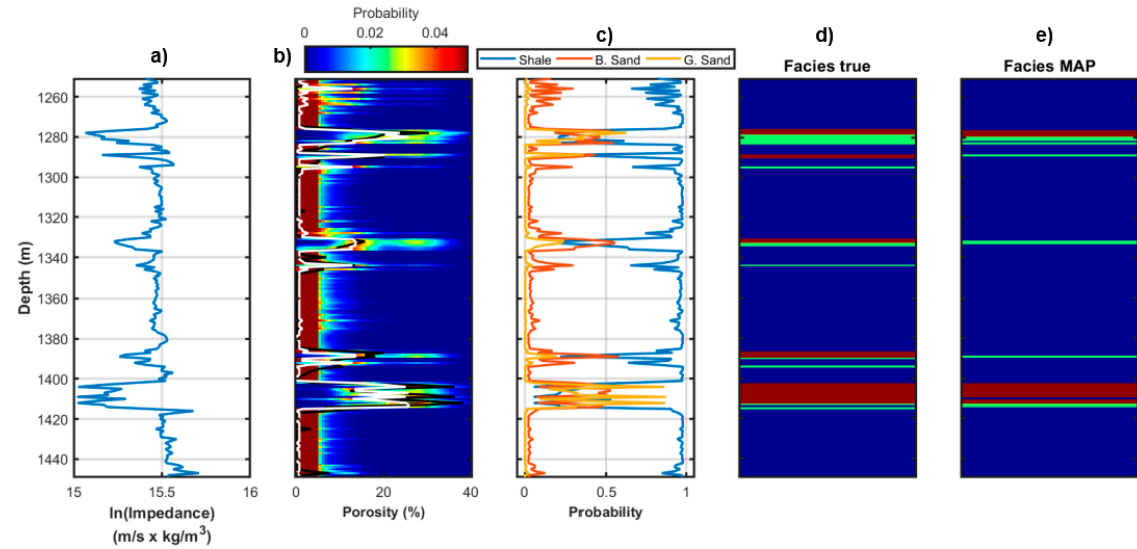 Probability
0 0.02 0.04
a)
b)
c)
d)
e)
Shale B. Sand G. Sand
Facies true
Facies MAP
Depth (m)
1260
1280
1300
1320
1340
1360
1380
1400
1420
1440
15 15.5 16
0 20 40
0 0.5 1
ln(Impedance)
(m/s x kg/m³)
Porosity (%)
Probability